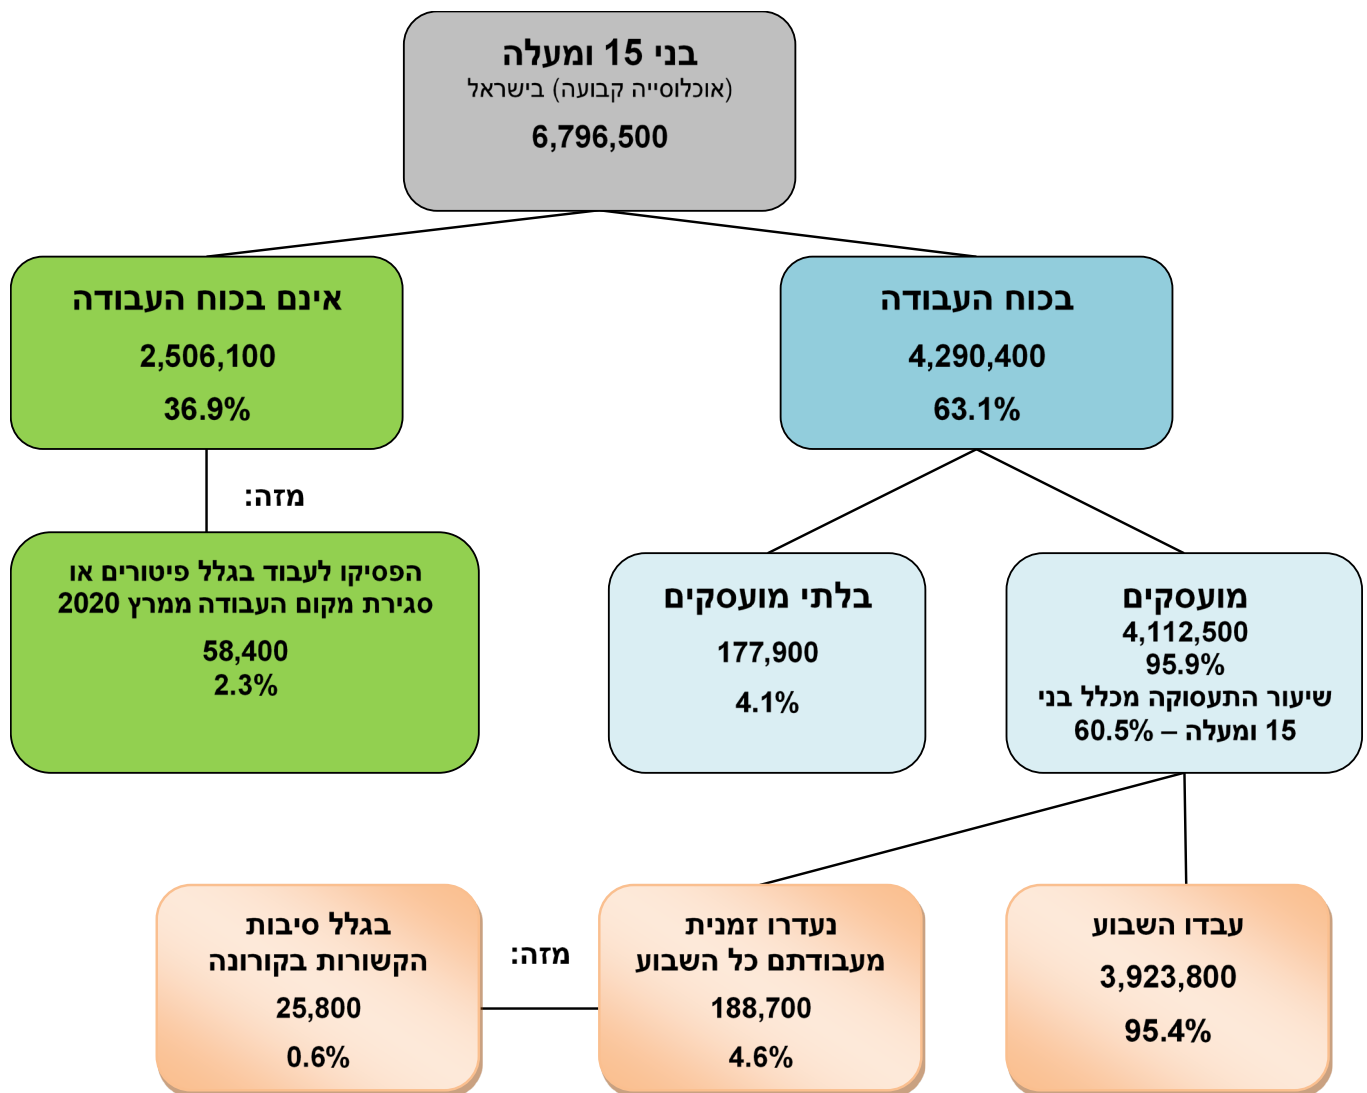 בני 15 ומעלה
(אוכלוסייה קבועה) בישראל
6,796,500
בכוח העבודה
4,290,400
63.1%
אינם בכוח העבודה
2,506,100
36.9%
מזה:
הפסיקו לעבוד בגלל פיטורים או
סגירת מקום העבודה ממרץ 2020
58,400
2.3%
מועסקים
4,112,500
95.9%
שיעור התעסוקה מכלל בני
15 ומעלה – 60.5%
בלתי מועסקים
177,900
4.1%
עבדו השבוע
3,923,800
95.4%
נעדרו זמנית
מעבודתם כל השבוע
188,700
4.6%
מזה:
בגלל סיבות
הקשורות בקורונה
25,800
0.6%